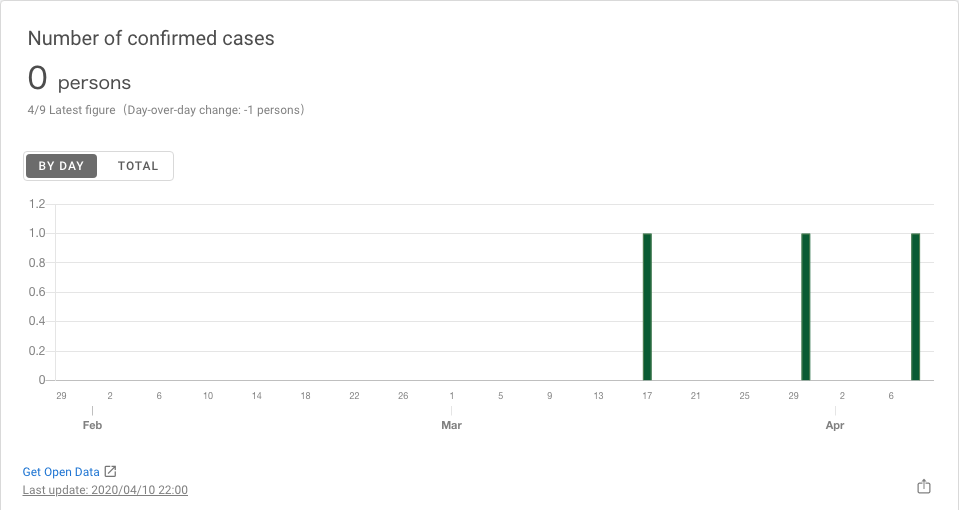 Number of confirmed cases
0 persons
4/9 Latest figure（Day-over-day change: -1 persons）
BY DAY TOTAL
1.2
1.0
0.8
0.6
0.4
0.2
0
29 2 6 10 14 18 22 26 1 5 9 13 17 21 25 29 2 6
Feb Mar Apr
Get Open Data
Last update: 2020/04/10 22:00